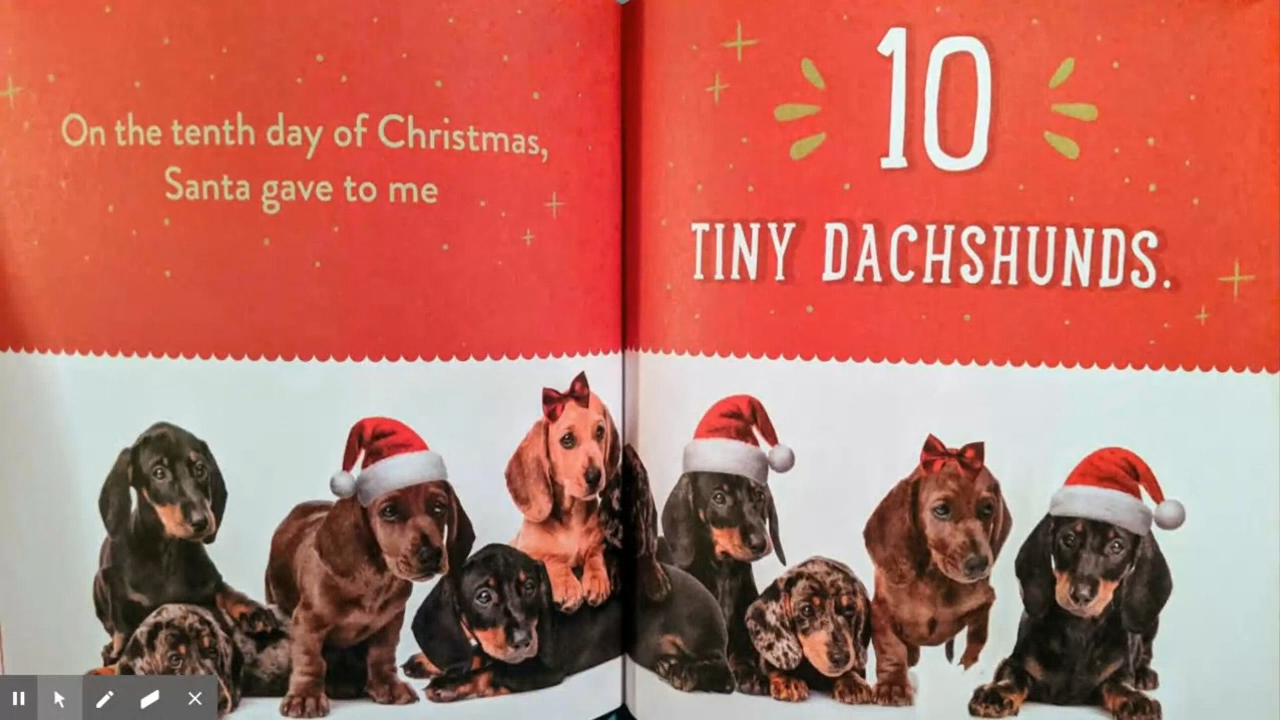 On the tenth day of Christmas,
Santa gave to me
10
TINY DACHSHUNDS.